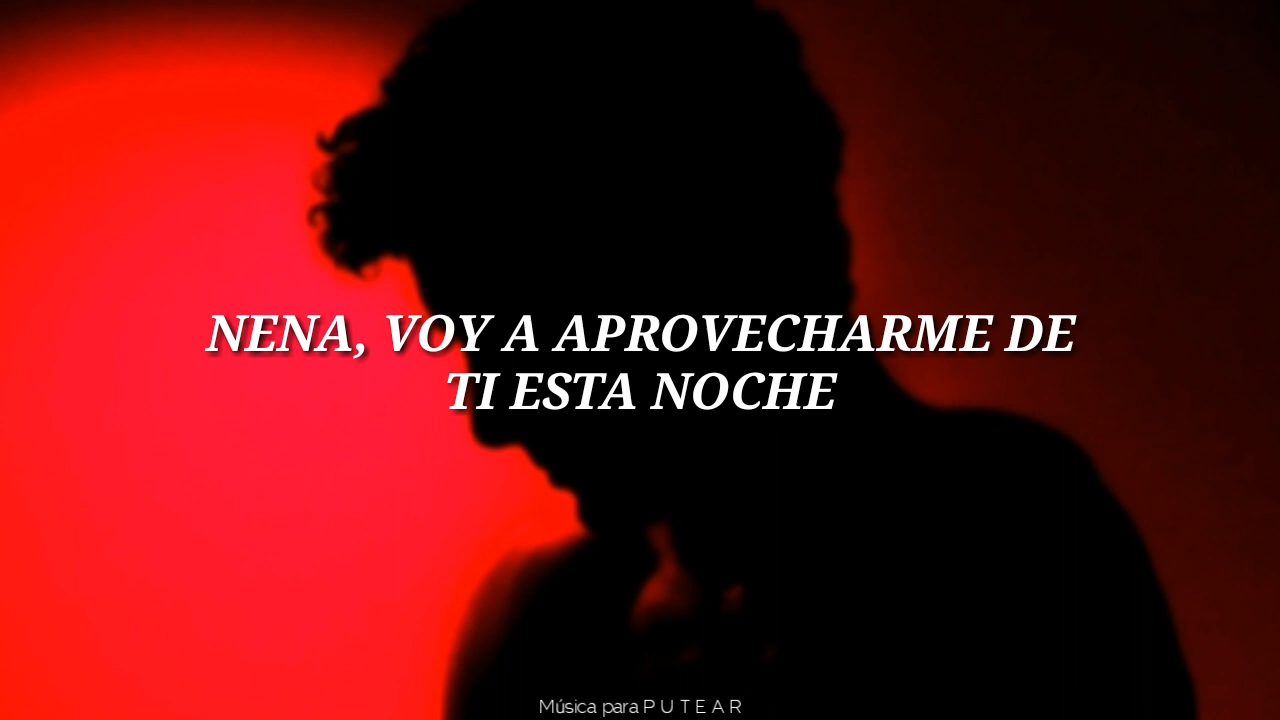 NENA, VOY A APROVECHARME DE
TI ESTA NOCHE
Música para P U T E A R